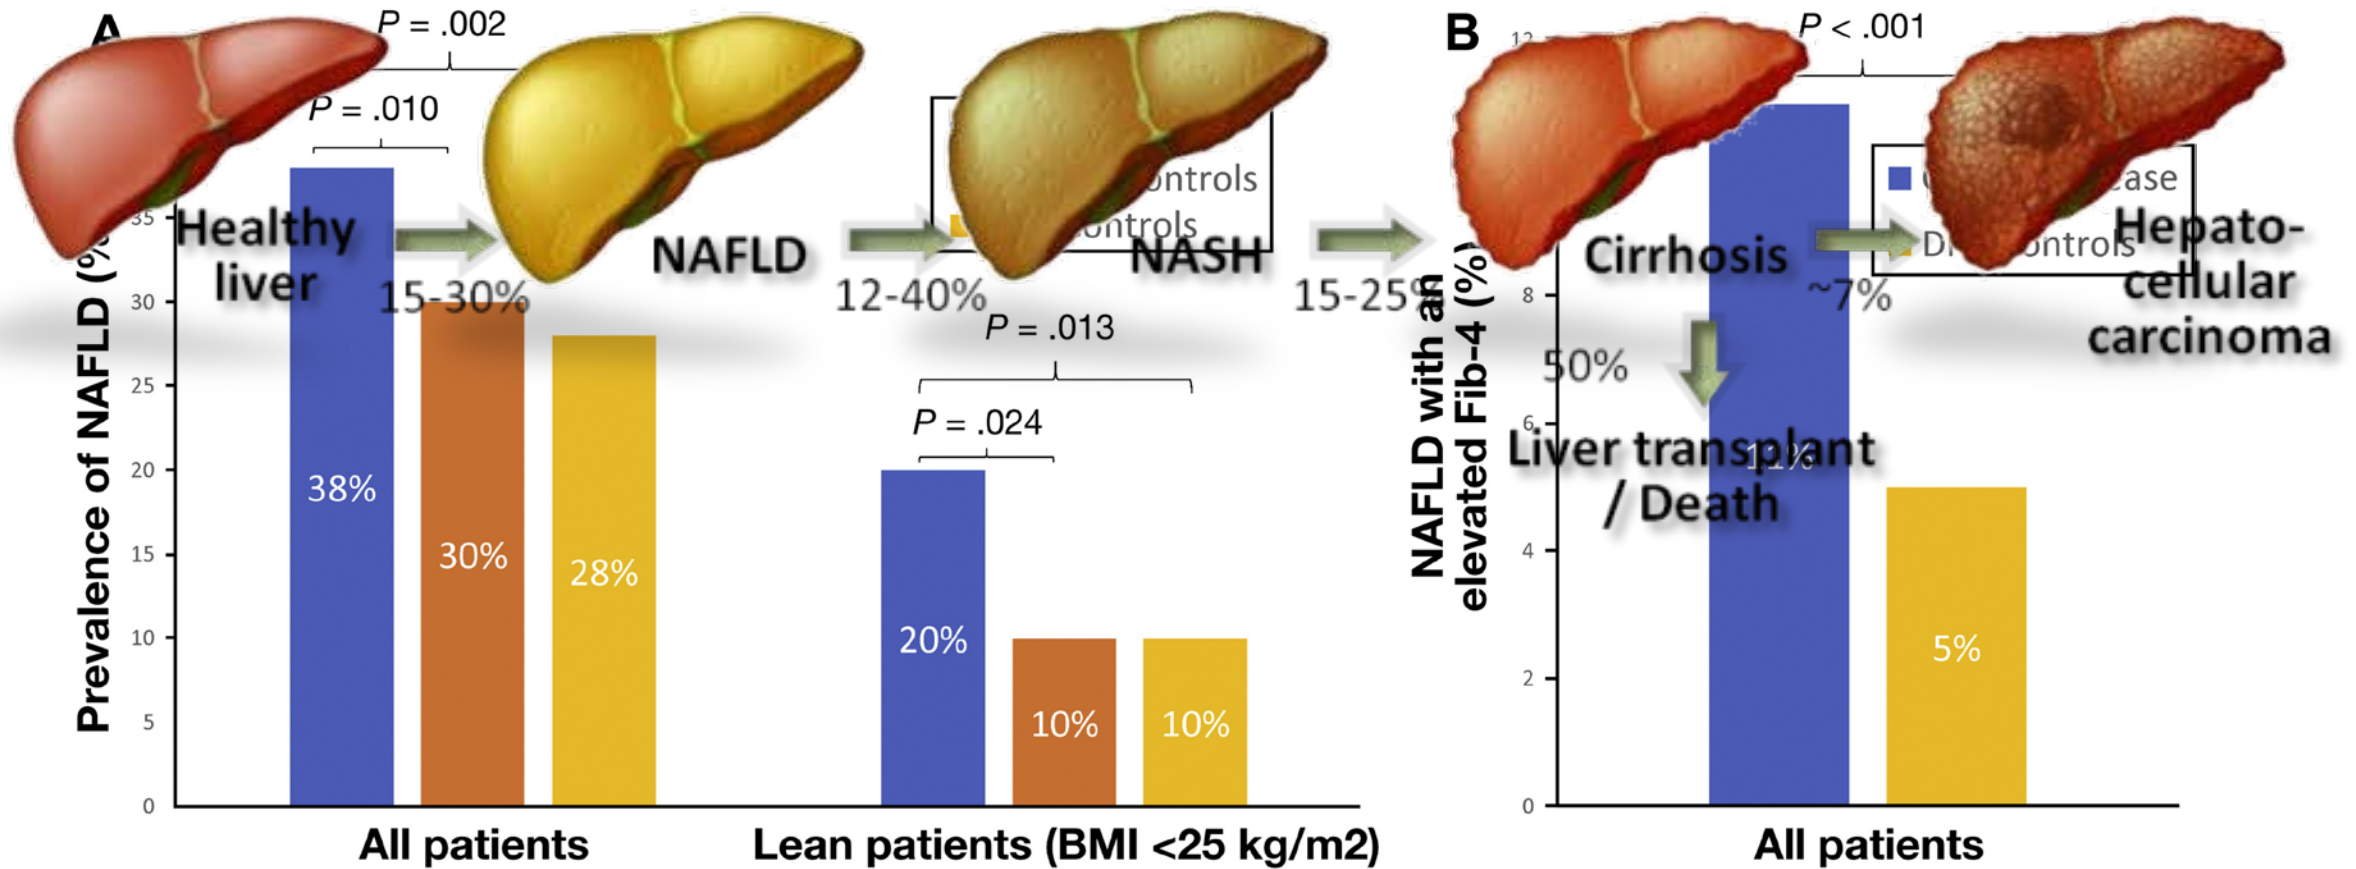 A
P = .002
P = .010
35
30
25
20
15
10
5
0
Prevalence of NAFLD
38%
30%
28%
All patients
P = .013
P = .024
20%
10%
10%
Lean patients (BMI <25 kg/m2)
Healthy
liver
15-30%
NAFLD
12-40%
NASH
15-25%
Cirrhosis
~7%
Hepato-
cellular
carcinoma
50%
Liver transplant
/ Death
B
P < .001
12
8
6
4
2
0
NAFLD with an
elevated Fib-4 (%)
11%
5%
All patients